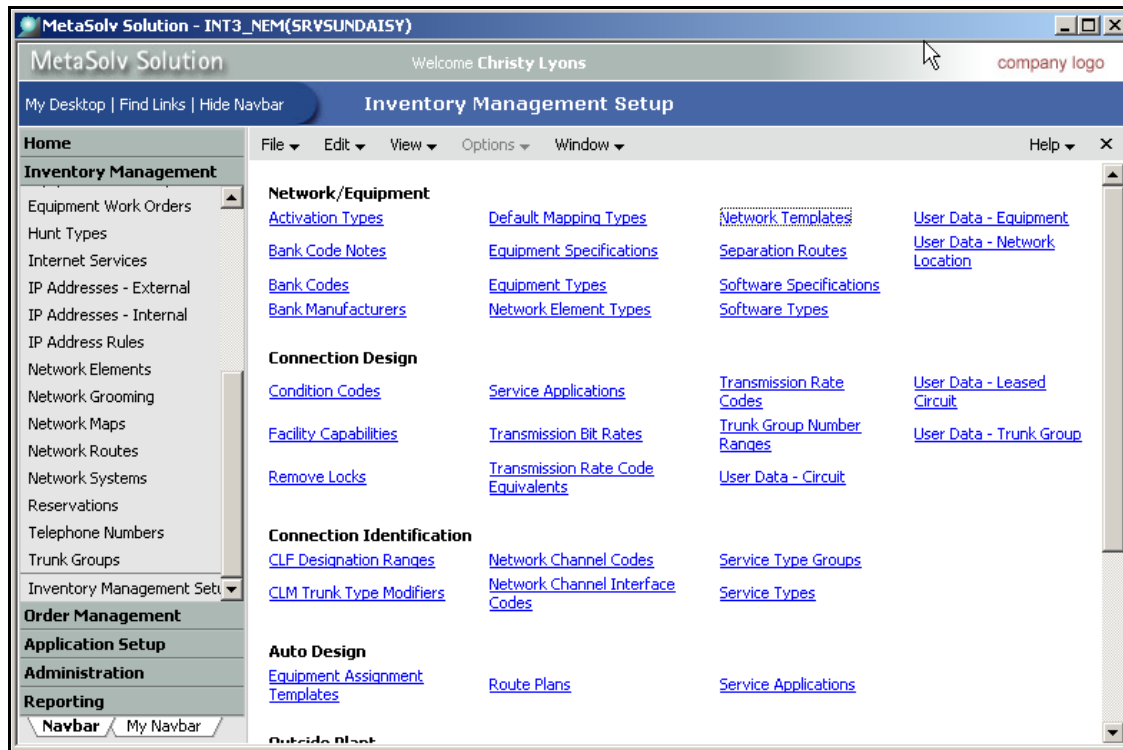 MetaSolv Solution - INT3_NEM(SRVSUNDAISY)
MetaSolv Solution
Welcome Christy Lyons
company logo
My Desktop | Find Links | Hide Navbar
Inventory Management Setup
Home
Inventory Management
Equipment Work Orders
Hunt Types
Internet Services
IP Addresses - External
IP Addresses - Internal
IP Address Rules
Network Elements
Network Grooming
Network Maps
Network Routes
Network Systems
Reservations
Telephone Numbers
Trunk Groups
Inventory Management Setu
Order Management
Application Setup
Administration
Reporting
Navbar / My Navbar
File Edit View Options Window Help
Network/Equipment
Activation Types Default Mapping Types Network Templates User Data - Equipment
Bank Code Notes Equipment Specifications Separation Routes User Data - Network
Location
Bank Codes Equipment Types Software Specifications
Bank Manufacturers Network Element Types Software Types
Connection Design
Condition Codes Service Applications Transmission Rate
Codes User Data - Leased
Circuit
Facility Capabilities Transmission Bit Rates Trunk Group Number
Ranges User Data - Trunk Group
Remove Locks Transmission Rate Code
Equivalents User Data - Circuit
Connection Identification
CLF Designation Ranges Network Channel Codes Service Type Groups
CLM Trunk Type Modifiers Network Channel Interface
Codes Service Types
Auto Design
Equipment Assignment
Templates Route Plans Service Applications
Outside Plant